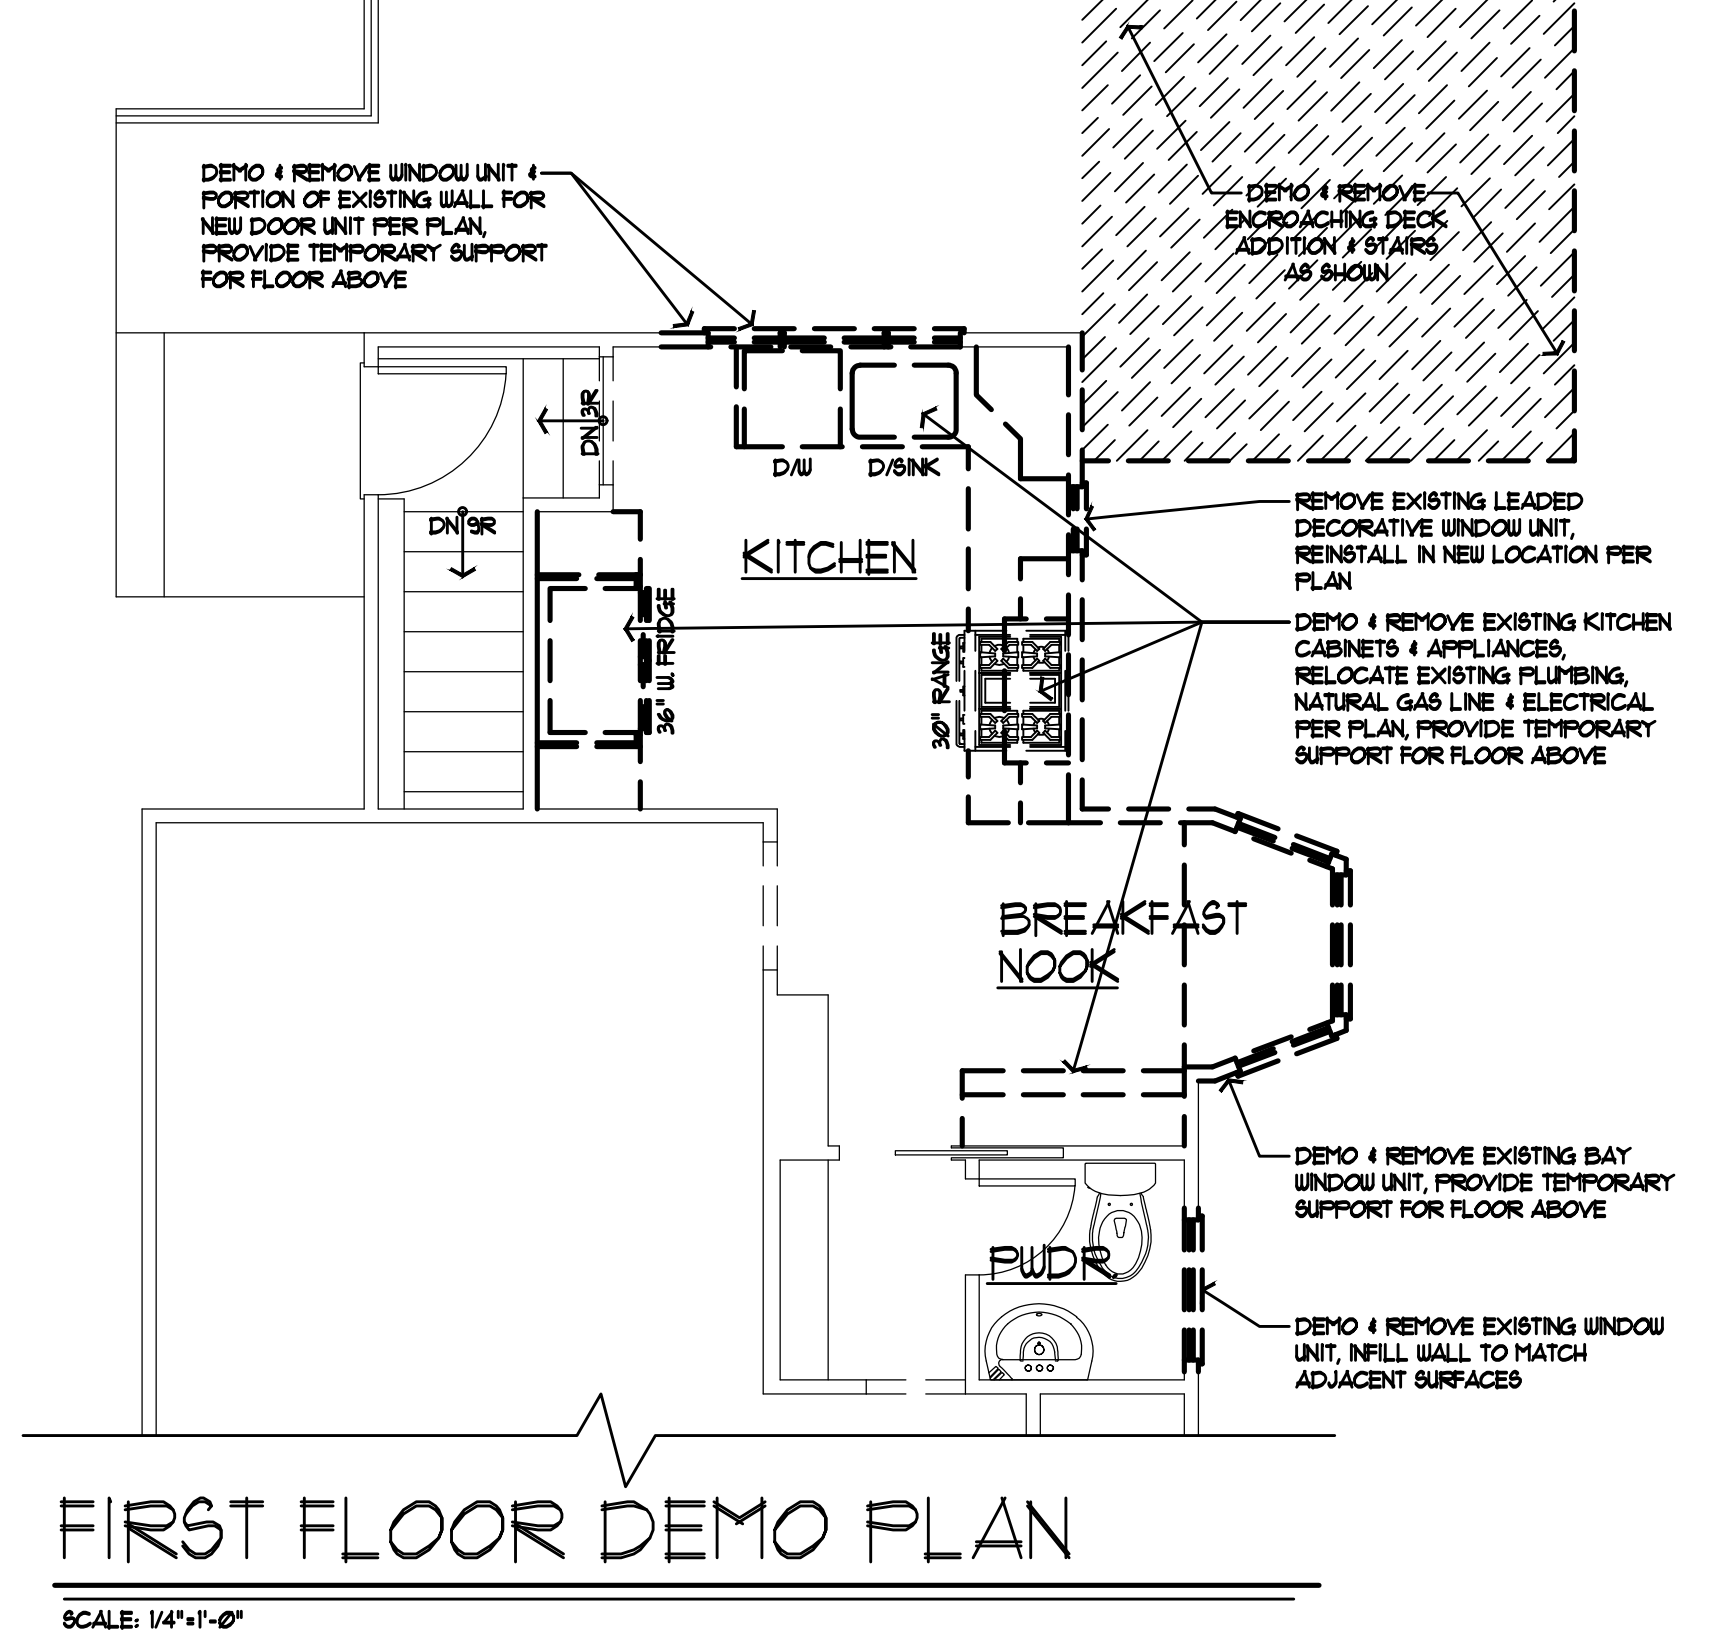 DEMO & REMOVE WINDOW UNIT &
PORTION OF EXISTING WALL FOR
NEW DOOR UNIT PER PLAN,
PROVIDE TEMPORARY SUPPORT
FOR FLOOR ABOVE
DEMO & REMOVE
ENCROACHING DECK
ADDITION & STAIRS
AS SHOWN
DN 3R
D/W
D/SINK
DN 9R
KITCHEN
REMOVE EXISTING LEADED
DECORATIVE WINDOW UNIT,
REINSTALL IN NEW LOCATION PER
PLAN
36" W. FRIDGE
30" RANGE
DEMO & REMOVE EXISTING KITCHEN
CABINETS & APPLIANCES,
RELOCATE EXISTING PLUMBING,
NATURAL GAS LINE & ELECTRICAL
PER PLAN, PROVIDE TEMPORARY
SUPPORT FOR FLOOR ABOVE
BREAKFAST
NOOK
DEMO & REMOVE EXISTING BAY
WINDOW UNIT, PROVIDE TEMPORARY
SUPPORT FOR FLOOR ABOVE
PWDR.
DEMO & REMOVE EXISTING WINDOW
UNIT, INFILL WALL TO MATCH
ADJACENT SURFACES
FIRST FLOOR DEMO PLAN
SCALE: 1/4"=1'-0"